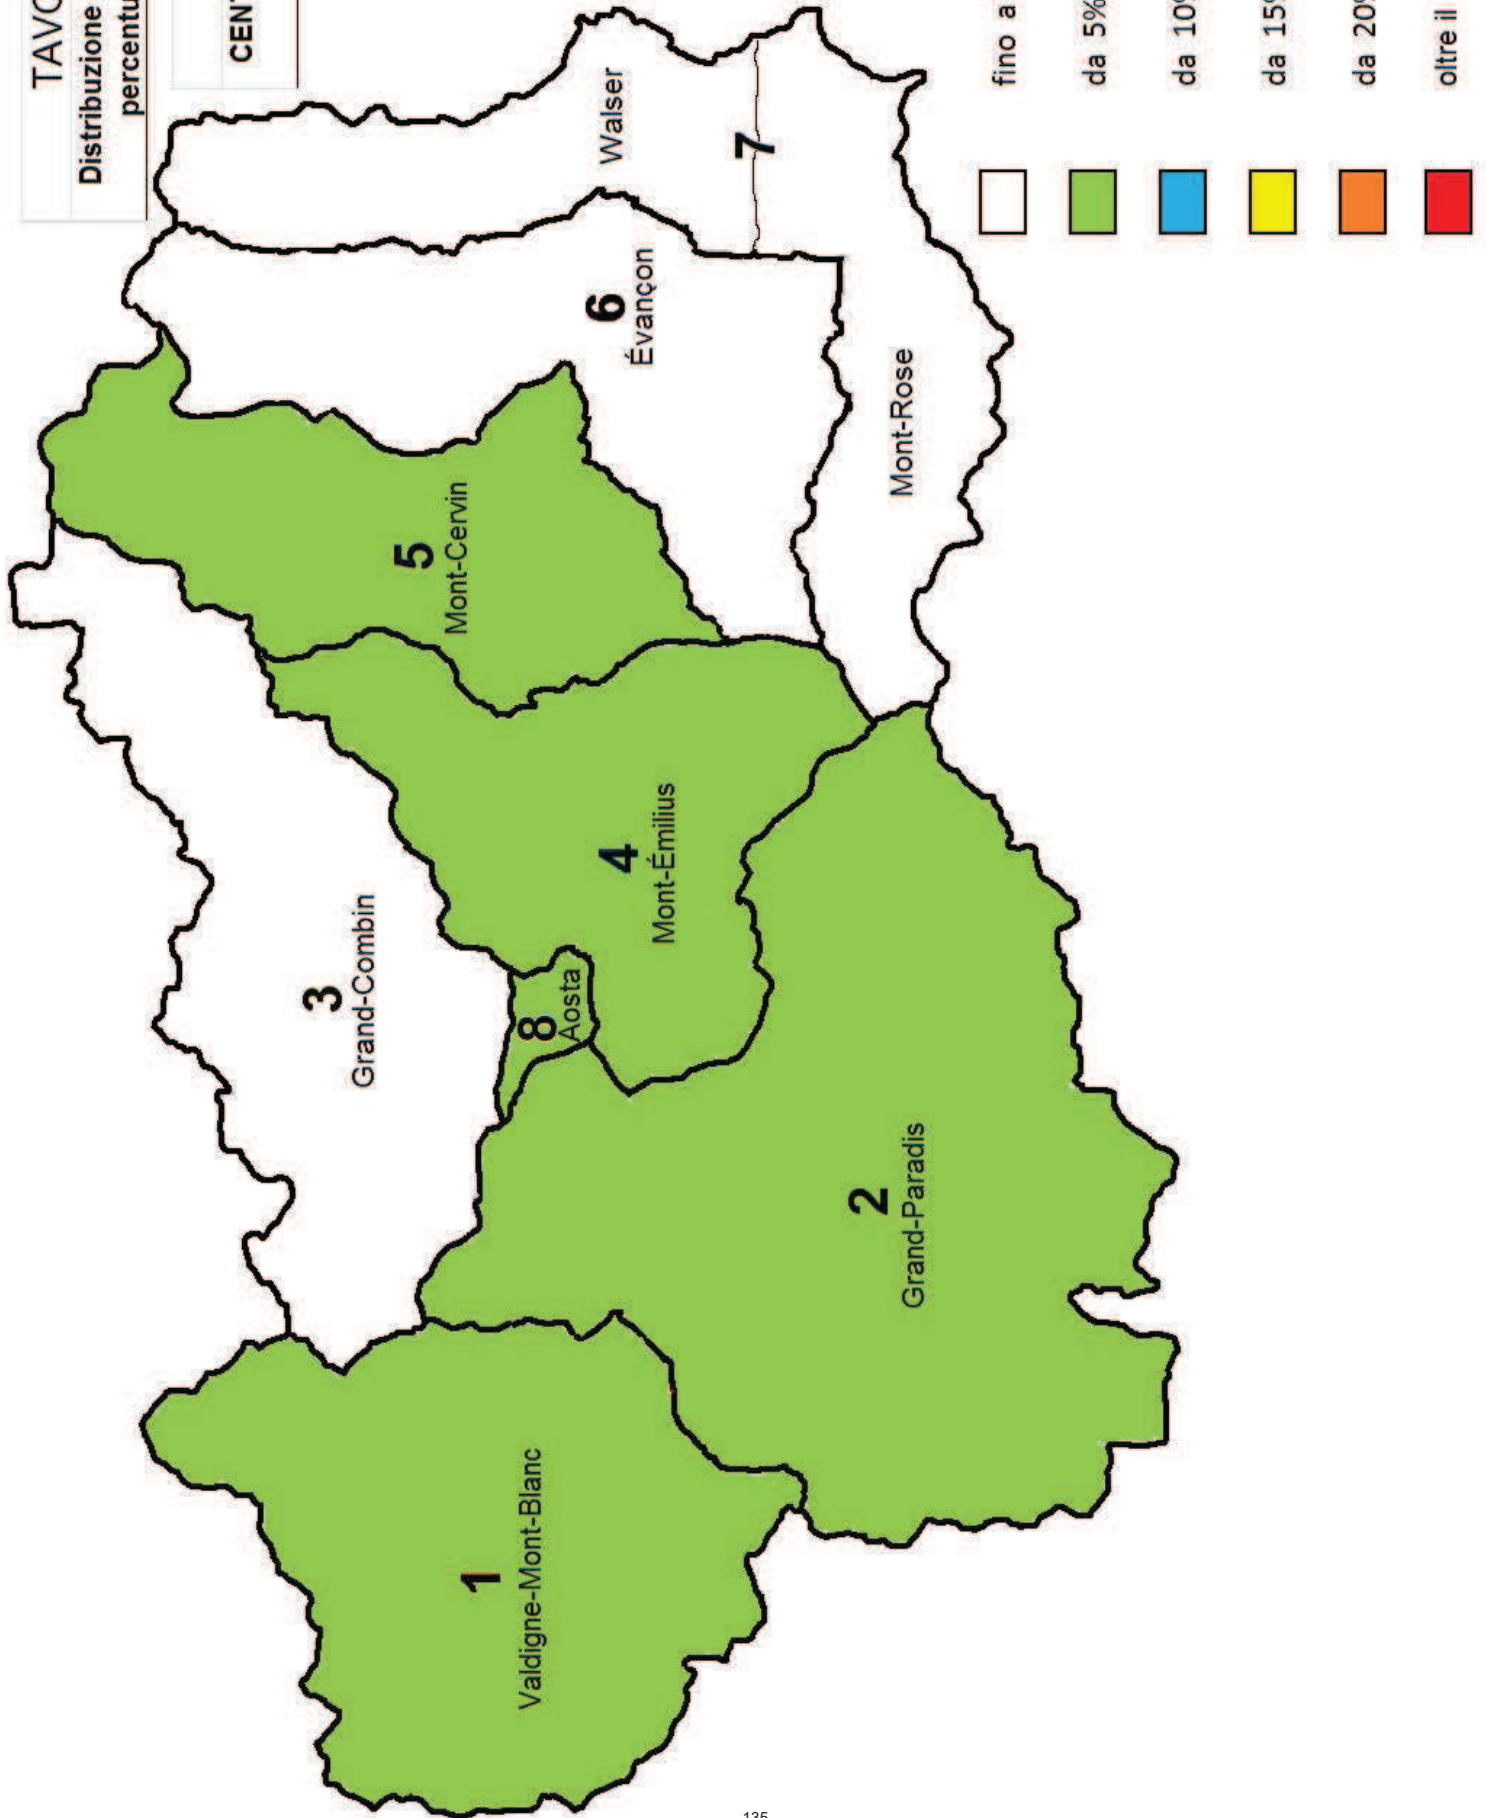 TAVO
Distribuzione
percentu
CENT
Walser
7
6
Évançon
Mont-Rose
5
Mont-Cervin
3
Grand-Combin
4
Mont-Émilius
8
Aosta
2
Grand-Paradis
1
Valdigne-Mont-Blanc
fino a
da 5%
da 10%
da 15%
da 20%
oltre il
135